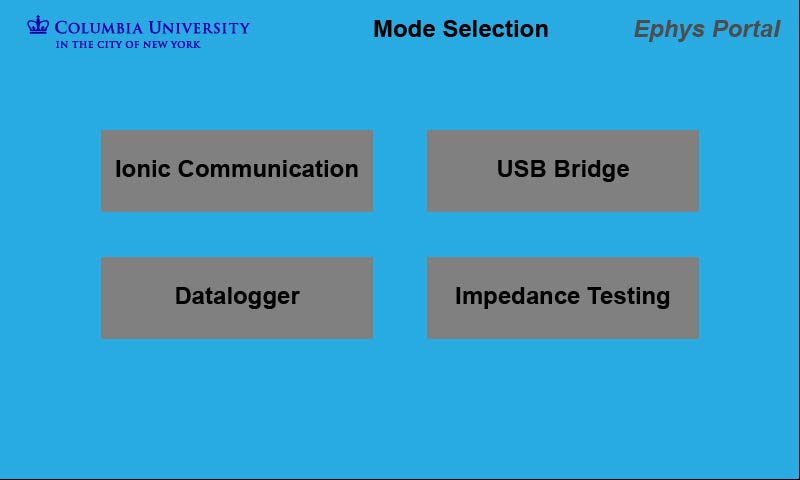 COLUMBIA UNIVERSITY
IN THE CITY OF NEW YORK
Mode Selection
Ephys Portal
Ionic Communication
USB Bridge
Datalogger
Impedance Testing